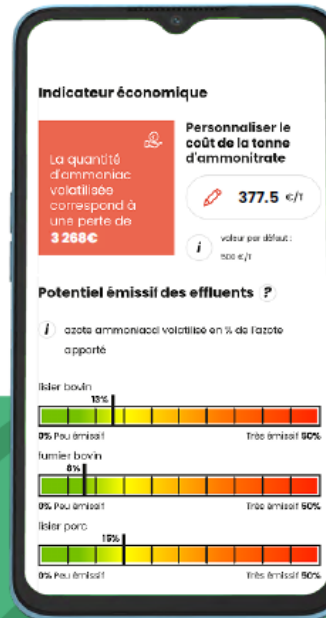 Indicateur économique
La quantité
d'ammoniac
volatilisée
correspond à
une perte de
3 268€
Personnaliser le
coût de la tonne
d'ammonitrate
377.5 €/T
i
valeur par défaut :
500 €/T
Potentiel émissif des effluents ?
i azote ammoniacal volatilisé en % de l'azote
apporté
lisier bovin
13%
0% Peu émissif Très émissif 50%
fumier bovin
8%
0% Peu émissif Très émissif 50%
lisier porc
15%
0% Peu émissif Très émissif 50%